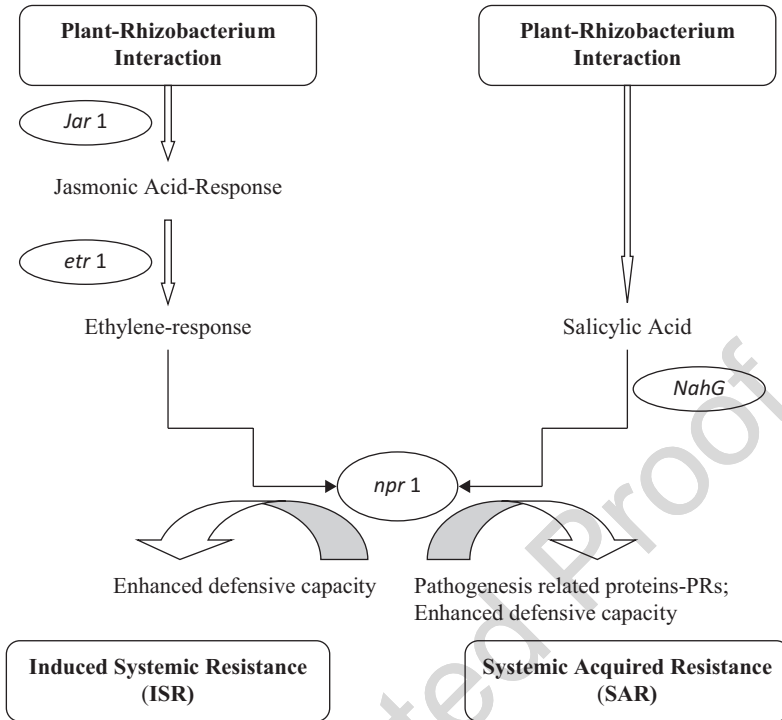 Plant-Rhizobacterium
Interaction
Plant-Rhizobacterium
Interaction
Jar 1
Jasmonic Acid-Response
etr 1
Ethylene-response
Salicylic Acid
NahG
npr 1
Enhanced defensive capacity
Pathogenesis related proteins-PRs;
Enhanced defensive capacity
Induced Systemic Resistance
(ISR)
Systemic Acquired Resistance
(SAR)
ted Proof